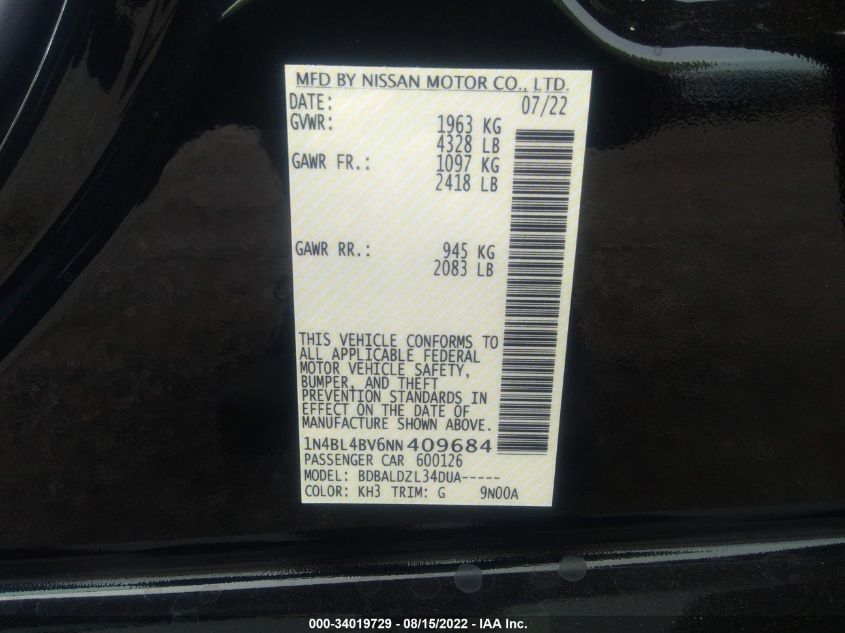 MFD BY NISSAN MOTOR CO., LTD.
DATE: 07/22
GVWR: 1963 KG
4328 LB
GAWR FR.: 1097 KG
2418 LB
GAWR RR.: 945 KG
2083 LB
THIS VEHICLE CONFORMS TO
ALL APPLICABLE FEDERAL
MOTOR VEHICLE SAFETY,
BUMPER, AND THEFT
PREVENTION STANDARDS IN
EFFECT ON THE DATE OF
MANUFACTURE SHOWN ABOVE.
1N4BL4BV6NN409684
PASSENGER CAR 600126
MODEL: BDBALDZL34DUA-----
COLOR: KH3 TRIM: G 9N00A
000-34019729 - 08/15/2022 - IAA Inc.